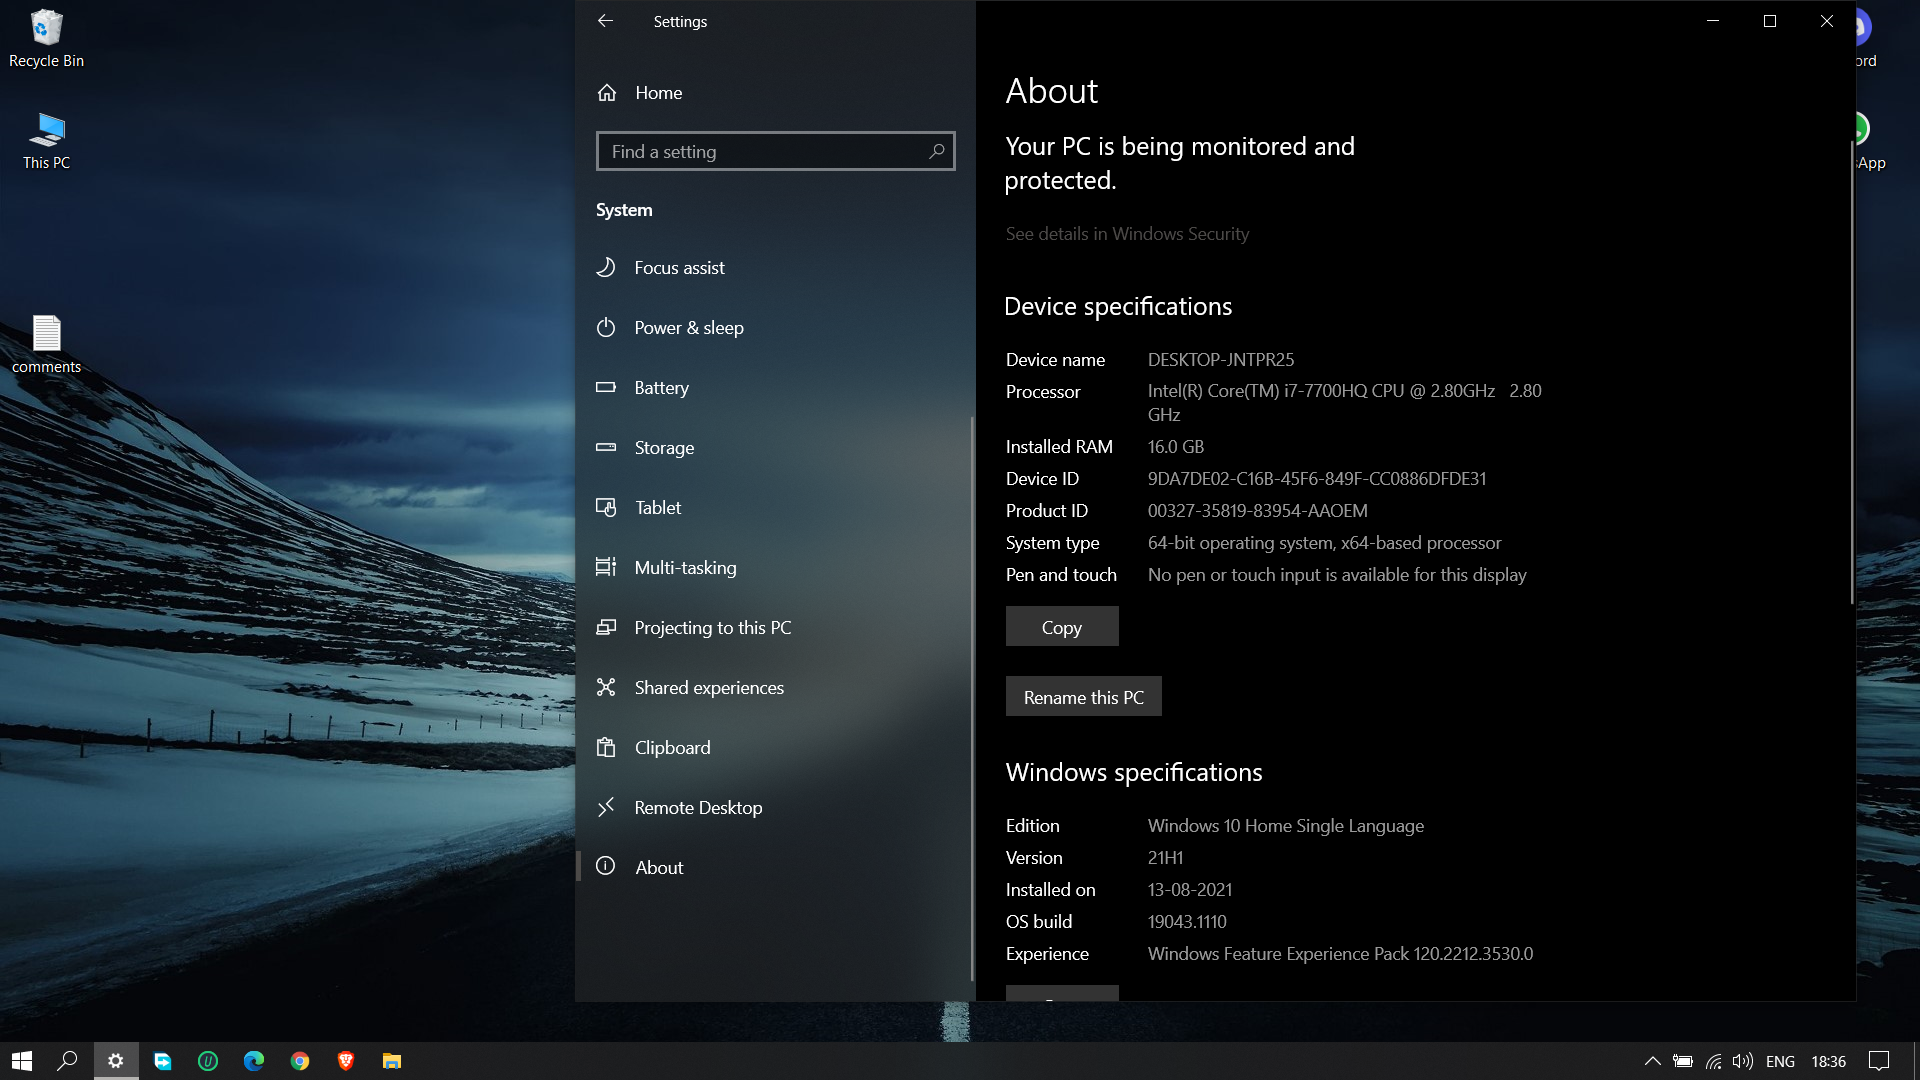 Recycle Bin
This PC
comments
Settings
Home
Find a setting
System
Focus assist
Power & sleep
Battery
Storage
Tablet
Multi-tasking
Projecting to this PC
Shared experiences
Clipboard
Remote Desktop
About
About
Your PC is being monitored and
protected.
See details in Windows Security
Device specifications
Device name DESKTOP-JNTPR25
Processor Intel(R) Core(TM) i7-7700HQ CPU @ 2.80GHz 2.80
GHz
Installed RAM 16.0 GB
Device ID 9DA7DE02-C16B-45F6-849F-CC0886DFDE31
Product ID 00327-35819-83954-AAOEM
System type 64-bit operating system, x64-based processor
Pen and touch No pen or touch input is available for this display
Copy
Rename this PC
Windows specifications
Edition Windows 10 Home Single Language
Version 21H1
Installed on 13-08-2021
OS build 19043.1110
Experience Windows Feature Experience Pack 120.2212.3530.0
ord
sApp
ENG 18:36